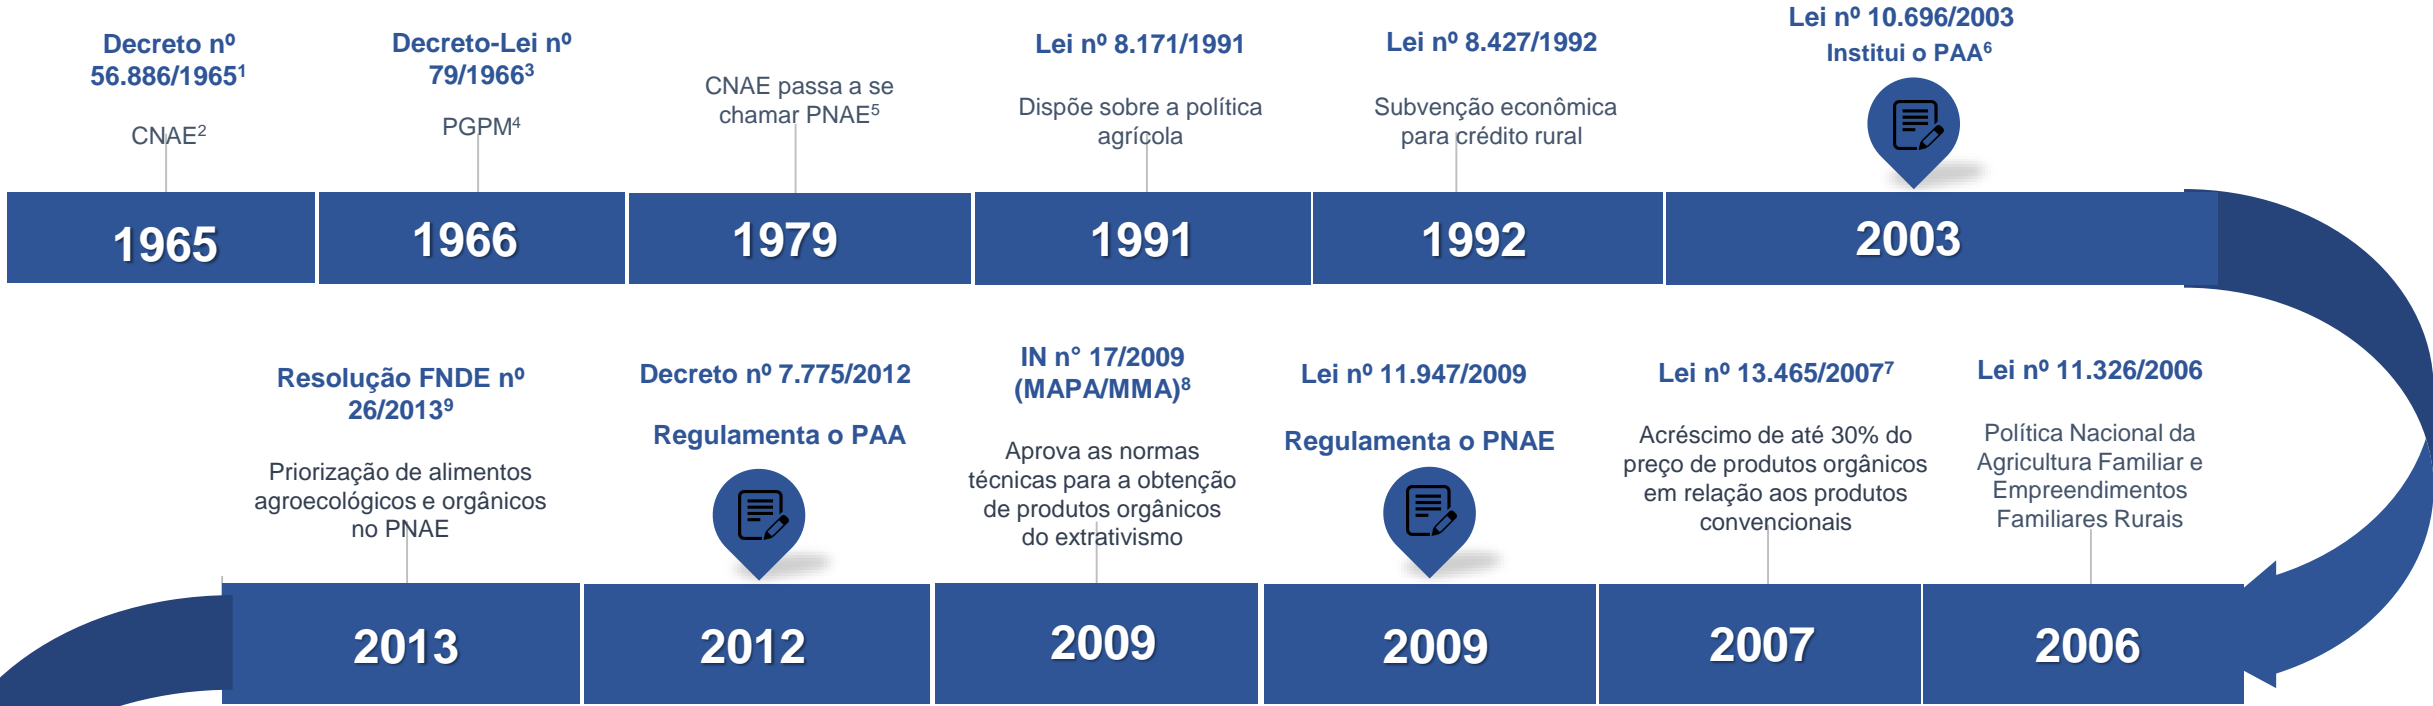 Decreto nº
56.886/1965¹
CNAE²
1965
Decreto-Lei nº
79/1966³
PGPM⁴
1966
CNAE passa a se
chamar PNAE⁵
1979
Lei nº 8.171/1991
Dispõe sobre a política
agrícola
1991
Lei nº 8.427/1992
Subvenção econômica
para crédito rural
1992
Lei nº 10.696/2003
Institui o PAA⁶
2003
Lei nº 11.326/2006
Política Nacional da
Agricultura Familiar e
Empreendimentos
Familiares Rurais
2006
Lei nº 13.465/2007⁷
Acréscimo de até 30% do
preço de produtos orgânicos
em relação aos produtos
convencionais
2007
Lei nº 11.947/2009
Regulamenta o PNAE
2009
IN n° 17/2009
(MAPA/MMA)⁸
Aprova as normas
técnicas para a obtenção
de produtos orgânicos
do extrativismo
2009
Decreto nº 7.775/2012
Regulamenta o PAA
2012
Resolução FNDE nº
26/2013⁹
Priorização de alimentos
agroecológicos e orgânicos
no PNAE
2013